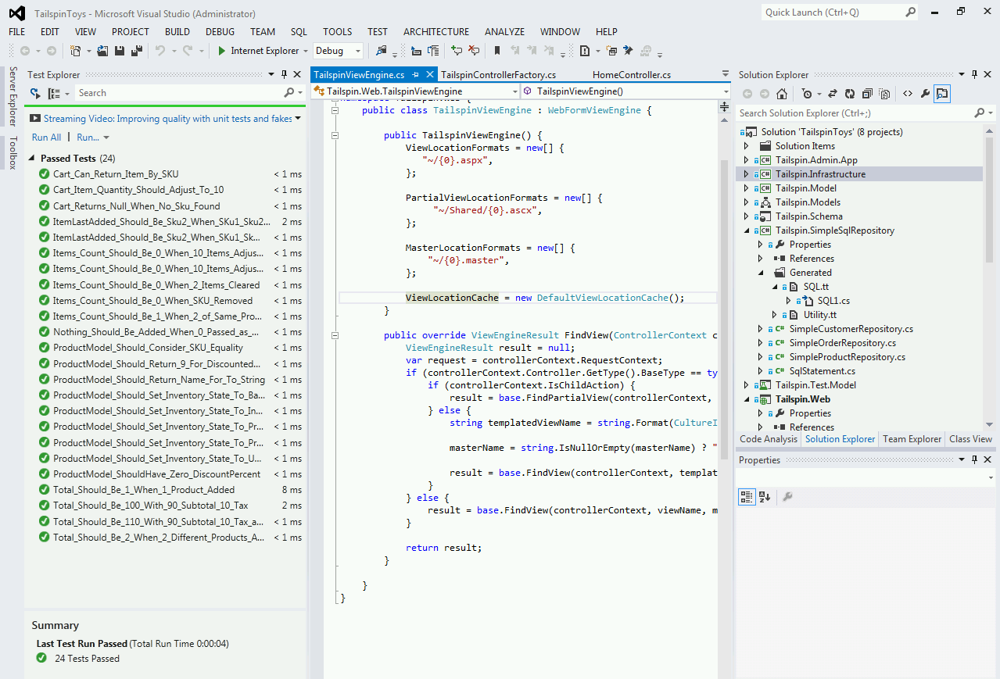 TailspinToys - Microsoft Visual Studio (Administrator)
Quick Launch (Ctrl+Q)
FILE EDIT VIEW PROJECT BUILD DEBUG TEAM SQL TOOLS TEST ARCHITECTURE ANALYZE WINDOW HELP
Internet Explorer Debug
Server Explorer
Toolbox
Test Explorer
Search
Streaming Video: Improving quality with unit tests and fakes
Run All | Run...
Passed Tests (24)
Cart_Can_Return_Item_By_SKU < 1 ms
Cart_Item_Quantity_Should_Adjust_To_10 < 1 ms
Cart_Returns_Null_When_No_Sku_Found < 1 ms
ItemLastAdded_Should_Be_Sku2_When_SKu1_Sku2... 2 ms
ItemLastAdded_Should_Be_Sku2_When_SKu1_Sk... < 1 ms
Items_Count_Should_Be_0_When_10_Items_Adjus... < 1 ms
Items_Count_Should_Be_0_When_10_Items_Adjus... < 1 ms
Items_Count_Should_Be_0_When_2_Items_Cleared < 1 ms
Items_Count_Should_Be_0_When_SKU_Removed < 1 ms
Items_Count_Should_Be_1_When_2_of_Same_Pro... < 1 ms
Nothing_Should_Be_Added_When_0_Passed_as_... < 1 ms
ProductModel_Should_Consider_SKU_Equality < 1 ms
ProductModel_Should_Return_9_For_Discounted... < 1 ms
ProductModel_Should_Return_Name_For_To_String < 1 ms
ProductModel_Should_Set_Inventory_State_To_Ba... < 1 ms
ProductModel_Should_Set_Inventory_State_To_In... < 1 ms
ProductModel_Should_Set_Inventory_State_To_Pr... < 1 ms
ProductModel_Should_Set_Inventory_State_To_Pr... < 1 ms
ProductModel_Should_Set_Inventory_State_To_U... < 1 ms
ProductModel_ShouldHave_Zero_DiscountPercent < 1 ms
Total_Should_Be_1_When_1_Product_Added 8 ms
Total_Should_Be_100_With_90_Subtotal_10_Tax 2 ms
Total_Should_Be_110_With_90_Subtotal_10_Tax_a... < 1 ms
Total_Should_Be_2_When_2_Different_Products_A... < 1 ms
Summary
Last Test Run Passed (Total Run Time 0:00:04)
24 Tests Passed
TailspinViewEngine.cs TailspinControllerFactory.cs HomeController.cs
Tailspin.Web.TailspinViewEngine TailspinViewEngine()
namespace Tailspin.Web {
public class TailspinViewEngine : WebFormViewEngine {
public TailspinViewEngine() {
ViewLocationFormats = new[] {
"~/{0}.aspx",
};
PartialViewLocationFormats = new[] {
"~/Shared/{0}.ascx",
};
MasterLocationFormats = new[] {
"~/{0}.master",
};
ViewLocationCache = new DefaultViewLocationCache();
}
public override ViewEngineResult FindView(ControllerContext c
ViewEngineResult result = null;
var request = controllerContext.RequestContext;
if (controllerContext.Controller.GetType().BaseType == ty
if (controllerContext.IsChildAction) {
result = base.FindPartialView(controllerContext,
} else {
string templatedViewName = string.Format(CultureI
masterName = string.IsNullOrEmpty(masterName) ? "
result = base.FindView(controllerContext, templat
}
} else {
result = base.FindView(controllerContext, viewName, m
}
return result;
}
}
}
Solution Explorer
Search Solution Explorer (Ctrl+;)
Solution 'TailspinToys' (8 projects)
Solution Items
Tailspin.Admin.App
Tailspin.Infrastructure
Tailspin.Model
Tailspin.Models
Tailspin.Schema
Tailspin.SimpleSqlRepository
Properties
References
Generated
SQL.tt
SQL1.cs
Utility.tt
SimpleCustomerRepository.cs
SimpleOrderRepository.cs
SimpleProductRepository.cs
SqlStatement.cs
Tailspin.Test.Model
Tailspin.Web
Properties
References
Code Analysis Solution Explorer Team Explorer Class View
Properties